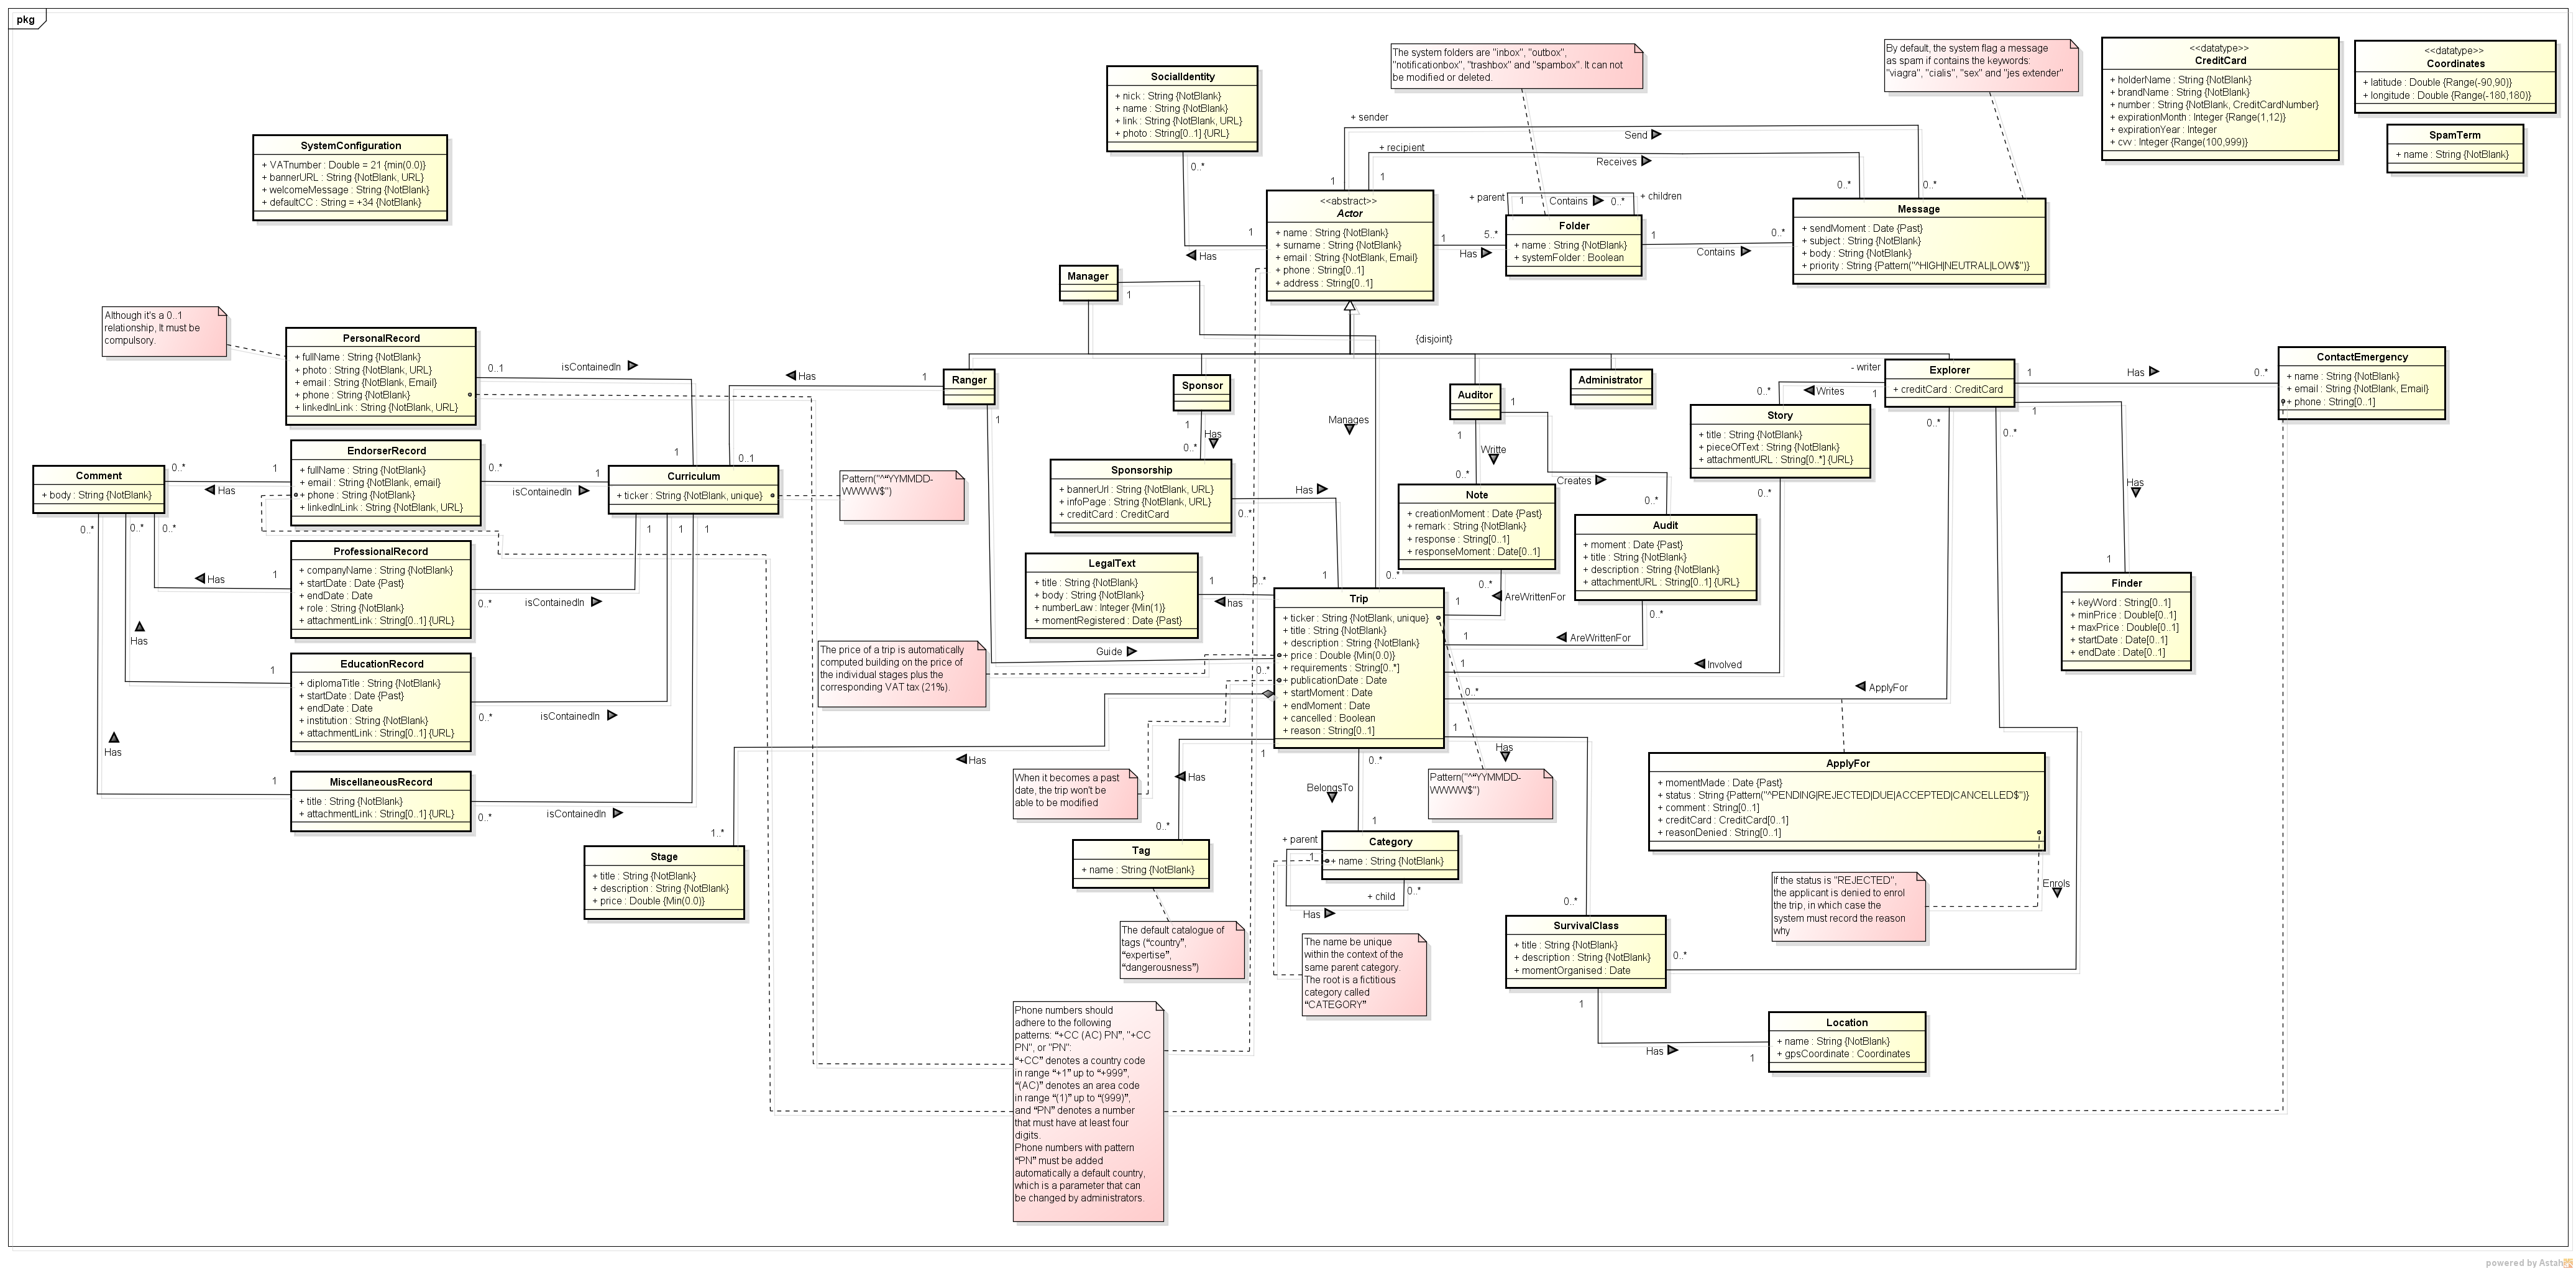 pkg
SystemConfiguration
+ VATnumber : Double = 21 {min(0.0)}
+ bannerURL : String {NotBlank, URL}
+ welcomeMessage : String {NotBlank}
+ defaultCC : String = +34 {NotBlank}
SocialIdentity
+ nick : String {NotBlank}
+ name : String {NotBlank}
+ link : String {NotBlank, URL}
+ photo : String[0..1] {URL}
0..*
1
Has
The system folders are "inbox", "outbox",
"notificationbox", "trashbox" and "spambox". It can not
be modified or deleted.
By default, the system flag a message
as spam if contains the keywords:
"viagra", "cialis", "sex" and "jes extender"
<<datatype>>
CreditCard
+ holderName : String {NotBlank}
+ brandName : String {NotBlank}
+ number : String {NotBlank, CreditCardNumber}
+ expirationMonth : Integer {Range(1,12)}
+ expirationYear : Integer
+ cvv : Integer {Range(100,999)}
<<datatype>>
Coordinates
+ latitude : Double {Range(-90,90)}
+ longitude : Double {Range(-180,180)}
SpamTerm
+ name : String {NotBlank}
+ sender
Send
+ recipient
Receives
1
1
0..*
0..*
<<abstract>>
Actor
+ name : String {NotBlank}
+ surname : String {NotBlank}
+ email : String {NotBlank, Email}
+ phone : String[0..1]
+ address : String[0..1]
1
Has
5..*
+ parent
1
Contains
0..*
+ children
Folder
+ name : String {NotBlank}
+ systemFolder : Boolean
1
Contains
0..*
Message
+ sendMoment : Date {Past}
+ subject : String {NotBlank}
+ body : String {NotBlank}
+ priority : String {Pattern("^HIGH|NEUTRAL|LOW$")}
Manager
1
{disjoint}
Manages
0..*
Although it's a 0..1
relationship, It must be
compulsory.
PersonalRecord
+ fullName : String {NotBlank}
+ photo : String {NotBlank, URL}
+ email : String {NotBlank, Email}
+ phone : String {NotBlank}
+ linkedInLink : String {NotBlank, URL}
0..1
isContainedIn
1
Has
1
0..1
Ranger
1
Sponsor
1
Has
0..*
Auditor
1
1
Writte
0..*
Creates
0..*
Administrator
Explorer
+ creditCard : CreditCard
- writer
0..*
Writes
1
1
Has
0..*
ContactEmergency
+ name : String {NotBlank}
+ email : String {NotBlank, Email}
+ phone : String[0..1]
Story
+ title : String {NotBlank}
+ pieceOfText : String {NotBlank}
+ attachmentURL : String[0..*] {URL}
0..*
0..*
0..*
1
Has
1
Comment
+ body : String {NotBlank}
0..*
Has
1
0..*
0..*
0..*
EndorserRecord
+ fullName : String {NotBlank}
+ email : String {NotBlank, email}
+ phone : String {NotBlank}
+ linkedInLink : String {NotBlank, URL}
0..*
isContainedIn
1
Curriculum
+ ticker : String {NotBlank, unique}
1
1
1
Pattern("^“YYMMDD-
WWWW$")
Sponsorship
+ bannerUrl : String {NotBlank, URL}
+ infoPage : String {NotBlank, URL}
+ creditCard : CreditCard
Has
0..*
1
Note
+ creationMoment : Date {Past}
+ remark : String {NotBlank}
+ response : String[0..1]
+ responseMoment : Date[0..1]
0..*
AreWrittenFor
1
Audit
+ moment : Date {Past}
+ title : String {NotBlank}
+ description : String {NotBlank}
+ attachmentURL : String[0..1] {URL}
0..*
AreWrittenFor
1
ProfessionalRecord
+ companyName : String {NotBlank}
+ startDate : Date {Past}
+ endDate : Date
+ role : String {NotBlank}
+ attachmentLink : String[0..1] {URL}
Has
1
0..*
isContainedIn
LegalText
+ title : String {NotBlank}
+ body : String {NotBlank}
+ numberLaw : Integer {Min(1)}
+ momentRegistered : Date {Past}
1
has
0..*
Finder
+ keyWord : String[0..1]
+ minPrice : Double[0..1]
+ maxPrice : Double[0..1]
+ startDate : Date[0..1]
+ endDate : Date[0..1]
Trip
+ ticker : String {NotBlank, unique}
+ title : String {NotBlank}
+ description : String {NotBlank}
+ price : Double {Min(0.0)}
+ requirements : String[0..*]
+ publicationDate : Date
+ startMoment : Date
+ endMoment : Date
+ cancelled : Boolean
+ reason : String[0..1]
Guide
0..*
The price of a trip is automatically
computed building on the price of
the individual stages plus the
corresponding VAT tax (21%).
1
Involved
0..*
ApplyFor
Has
1
EducationRecord
+ diplomaTitle : String {NotBlank}
+ startDate : Date {Past}
+ endDate : Date
+ institution : String {NotBlank}
+ attachmentLink : String[0..1] {URL}
0..*
isContainedIn
Has
1
MiscellaneousRecord
+ title : String {NotBlank}
+ attachmentLink : String[0..1] {URL}
0..*
isContainedIn
Has
1..*
Stage
+ title : String {NotBlank}
+ description : String {NotBlank}
+ price : Double {Min(0.0)}
When it becomes a past
date, the trip won't be
able to be modified
1
Has
0..*
Tag
+ name : String {NotBlank}
The default catalogue of
tags (“country”,
“expertise”,
“dangerousness”)
0..*
BelongsTo
1
+ parent
1
Category
+ name : String {NotBlank}
0..*
+ child
Has
The name be unique
within the context of the
same parent category.
The root is a fictitious
category called
“CATEGORY”
Pattern("^“YYMMDD-
WWWW$")
1
Has
0..*
ApplyFor
+ momentMade : Date {Past}
+ status : String {Pattern("^PENDING|REJECTED|DUE|ACCEPTED|CANCELLED$")}
+ comment : String[0..1]
+ creditCard : CreditCard[0..1]
+ reasonDenied : String[0..1]
If the status is "REJECTED",
the applicant is denied to enrol
the trip, in which case the
system must record the reason
why
Enrols
SurvivalClass
+ title : String {NotBlank}
+ description : String {NotBlank}
+ momentOrganised : Date
0..*
1
Has
1
Location
+ name : String {NotBlank}
+ gpsCoordinate : Coordinates
Phone numbers should
adhere to the following
patterns: “+CC (AC) PN”, "+CC
PN", or "PN":
“+CC” denotes a country code
in range “+1” up to “+999”,
“(AC)” denotes an area code
in range “(1)” up to “(999)”,
and “PN” denotes a number
that must have at least four
digits.
Phone numbers with pattern
“PN” must be added
automatically a default country,
which is a parameter that can
be changed by administrators.
powered by Astah